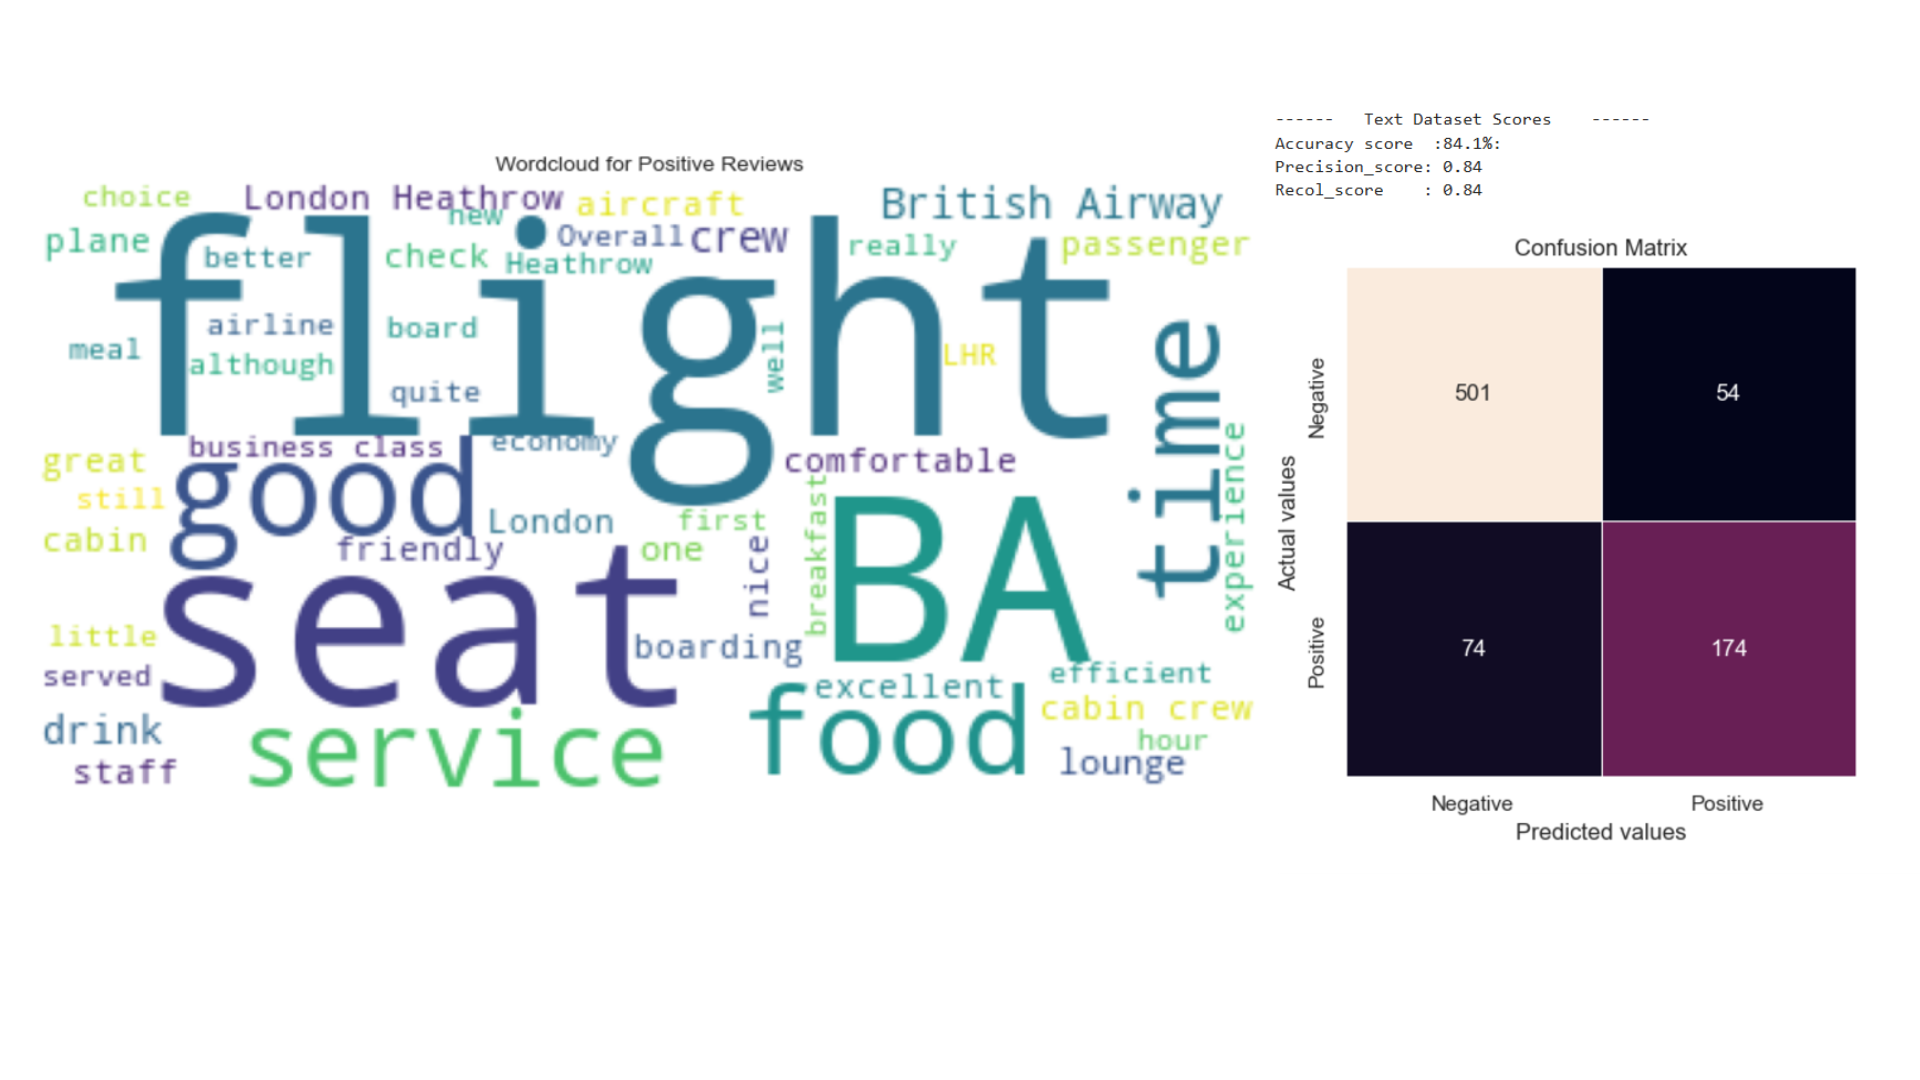 Wordcloud for Positive Reviews
choice
London Heathrow
aircraft
British Airway
new
plane
better
check
Overall
crew
Heathrow
really
passenger
flight
airline
board
meal
although
quite
well
LHR
time
business class
economy
great
good
comfortable
still
London
first
cabin
friendly
one
nice
breakfast
BA
experience
seat
little
boarding
served
excellent
efficient
drink
service
food
cabin crew
hour
staff
lounge
------ Text Dataset Scores ------
Accuracy score :84.1%:
Precision_score: 0.84
Recol_score : 0.84
Confusion Matrix
Actual values
Negative
501 54
Positive
74 174
Negative Positive
Predicted values